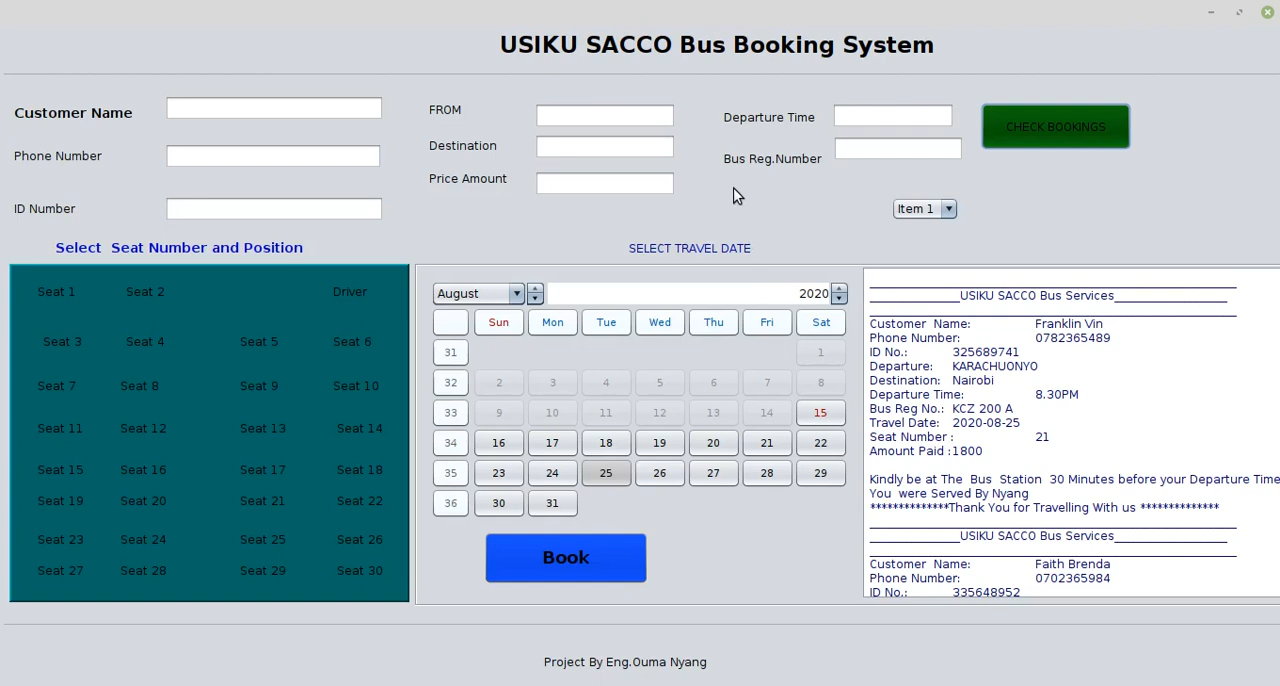 USIKU SACCO Bus Booking System
Customer Name
Phone Number
ID Number
FROM
Destination
Price Amount
Departure Time
Bus Reg.Number
CHECK BOOKINGS
Item 1
Select Seat Number and Position
SELECT TRAVEL DATE
Seat 1 Seat 2 Driver
Seat 3 Seat 4 Seat 5 Seat 6
Seat 7 Seat 8 Seat 9 Seat 10
Seat 11 Seat 12 Seat 13 Seat 14
Seat 15 Seat 16 Seat 17 Seat 18
Seat 19 Seat 20 Seat 21 Seat 22
Seat 23 Seat 24 Seat 25 Seat 26
Seat 27 Seat 28 Seat 29 Seat 30
August 2020
Sun Mon Tue Wed Thu Fri Sat
31 1
32 2 3 4 5 6 7 8
33 9 10 11 12 13 14 15
34 16 17 18 19 20 21 22
35 23 24 25 26 27 28 29
36 30 31
Book
_______________USIKU SACCO Bus Services___________________
Customer Name: Franklin Vin
Phone Number: 0782365489
ID No.: 325689741
Departure: KARACHUONYO
Destination: Nairobi
Departure Time: 8.30PM
Bus Reg No.: KCZ 200 A
Travel Date: 2020-08-25
Seat Number : 21
Amount Paid :1800
Kindly be at The Bus Station 30 Minutes before your Departure Time
You were Served By Nyang
**************Thank You for Travelling With us **************
_______________USIKU SACCO Bus Services___________________
Customer Name: Faith Brenda
Phone Number: 0702365984
ID No.: 335648952
Project By Eng.Ouma Nyang